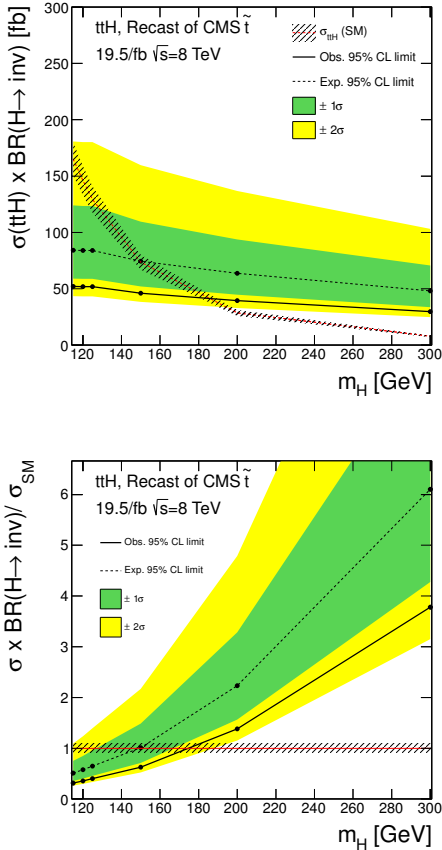 σ(ttH) x BR(H→ inv) [fb]
ttH, Recast of CMS t̃
19.5/fb √s=8 TeV
σ_ttH (SM)
Obs. 95% CL limit
Exp. 95% CL limit
± 1σ
± 2σ
300
250
200
150
100
50
0
120 140 160 180 200 220 240 260 280 300
m_H [GeV]
σ x BR(H→ inv)/ σ_SM
ttH, Recast of CMS t̃
19.5/fb √s=8 TeV
Obs. 95% CL limit
Exp. 95% CL limit
± 1σ
± 2σ
6
5
4
3
2
1
0
120 140 160 180 200 220 240 260 280 300
m_H [GeV]